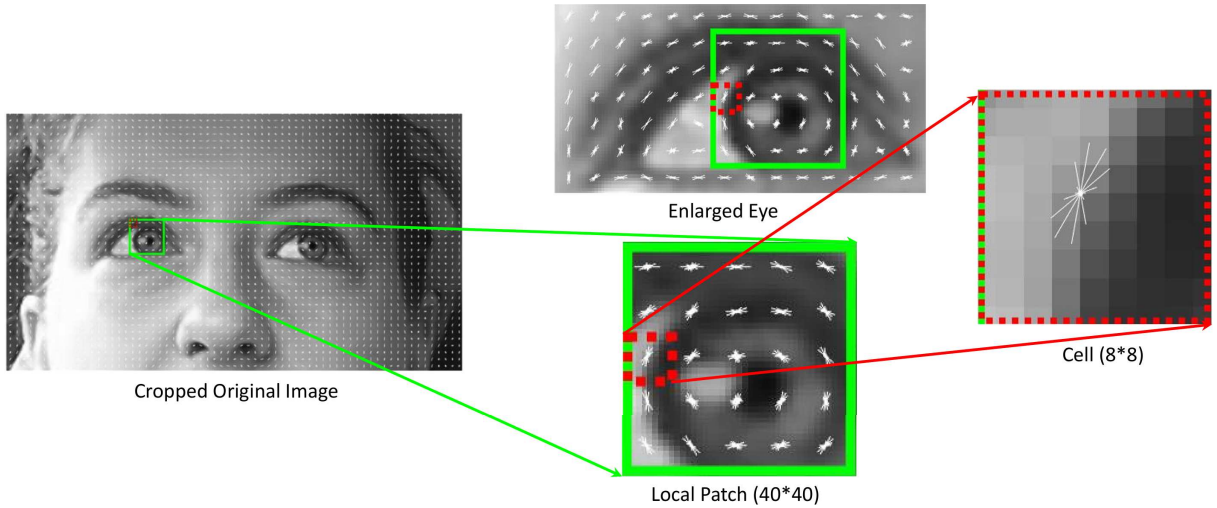 Enlarged Eye
Cropped Original Image
Cell (8*8)
Local Patch (40*40)